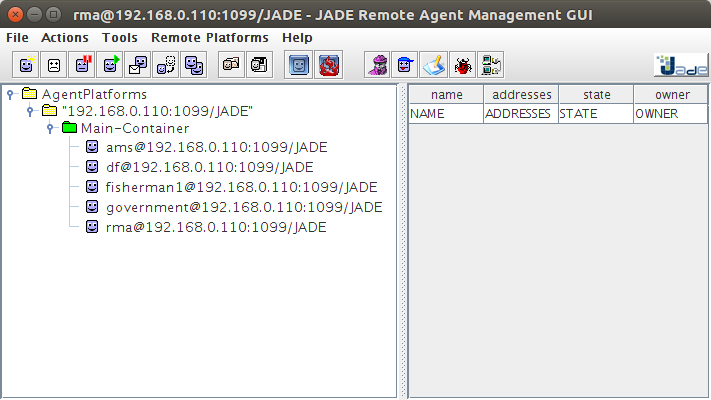 rma@192.168.0.110:1099/JADE - JADE Remote Agent Management GUI
File Actions Tools Remote Platforms Help
Jade
AgentPlatforms
"192.168.0.110:1099/JADE"
Main-Container
ams@192.168.0.110:1099/JADE
df@192.168.0.110:1099/JADE
fisherman1@192.168.0.110:1099/JADE
government@192.168.0.110:1099/JADE
rma@192.168.0.110:1099/JADE
name addresses state owner
NAME ADDRESSES STATE OWNER